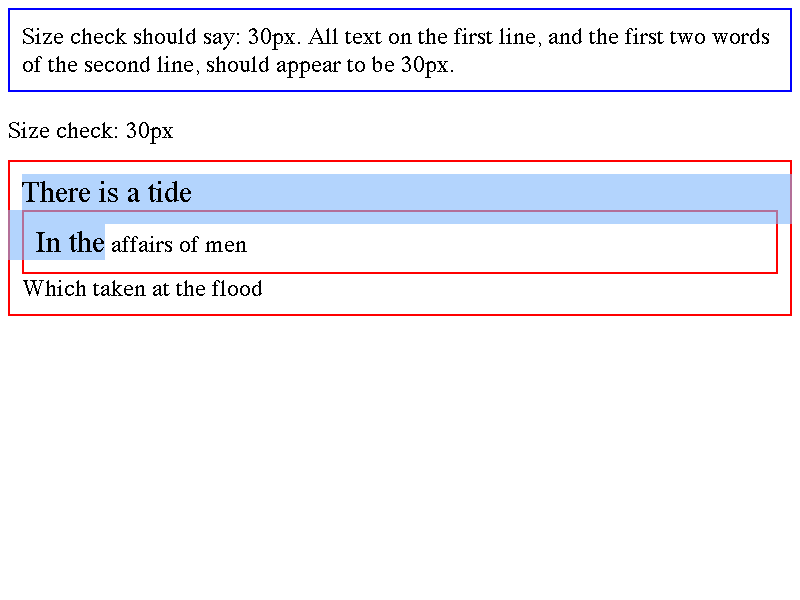 Size check should say: 30px. All text on the first line, and the first two words
of the second line, should appear to be 30px.
Size check: 30px
There is a tide
In the affairs of men
Which taken at the flood